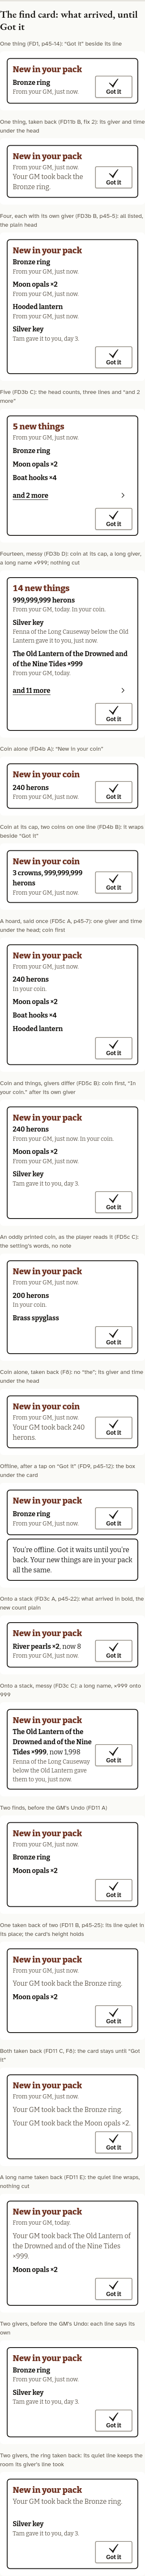 The find card: what arrived, until
Got it
One thing (FD1, p45-14): “Got it” beside its line
New in your pack
Bronze ring
From your GM, just now.
Got it
One thing, taken back (FD11b B, fix 2): its giver and time
under the head
New in your pack
From your GM, just now.
Your GM took back the
Bronze ring.
Got it
Four, each with its own giver (FD3b B, p45-5): all listed,
the plain head
New in your pack
Bronze ring
From your GM, just now.
Moon opals ×2
From your GM, just now.
Hooded lantern
From your GM, just now.
Silver key
Tam gave it to you, day 3.
Got it
Five (FD3b C): the head counts, three lines and “and 2
more”
5 new things
From your GM, just now.
Bronze ring
Moon opals ×2
Boat hooks ×4
and 2 more
Got it
Fourteen, messy (FD3b D): coin at its cap, a long giver,
a long name ×999; nothing cut
14 new things
999,999,999 herons
From your GM, today. In your coin.
Silver key
Fenna of the Long Causeway below the Old
Lantern gave it to you, just now.
The Old Lantern of the Drowned and
of the Nine Tides ×999
From your GM, today.
and 11 more
Got it
Coin alone (FD4b A): “New in your coin”
New in your coin
240 herons
From your GM, just now.
Got it
Coin at its cap, two coins on one line (FD4b B): it wraps
beside “Got it”
New in your coin
3 crowns, 999,999,999
herons
From your GM, just now.
Got it
A hoard, said once (FD5c A, p45-7): one giver and time
under the head; coin first
New in your pack
From your GM, just now.
240 herons
In your coin.
Moon opals ×2
Boat hooks ×4
Hooded lantern
Got it
Coin and things, givers differ (FD5c B): coin first, “In
your coin.” after its own giver
New in your pack
240 herons
From your GM, just now. In your coin.
Moon opals ×2
From your GM, just now.
Silver key
Tam gave it to you, day 3.
Got it
An oddly printed coin, as the player reads it (FD5c C):
the setting’s words, no note
New in your pack
From your GM, just now.
200 herons
In your coin.
Brass spyglass
Got it
Coin alone, taken back (F8): no “the”; its giver and time
under the head
New in your coin
From your GM, just now.
Your GM took back 240
herons.
Got it
Offline, after a tap on “Got it” (FD9, p45-12): the box
under the card
New in your pack
Bronze ring
From your GM, just now.
Got it
You’re offline. Got it waits until you’re
back. Your new things are in your pack
all the same.
Onto a stack (FD3c A, p45-22): what arrived in bold, the
new count plain
New in your pack
River pearls ×2, now 8
From your GM, just now.
Got it
Onto a stack, messy (FD3c C): a long name, ×999 onto
999
New in your pack
The Old Lantern of the
Drowned and of the Nine
Tides ×999, now 1,998
Fenna of the Long Causeway
below the Old Lantern gave
them to you, just now.
Got it
Two finds, before the GM’s Undo (FD11 A)
New in your pack
From your GM, just now.
Bronze ring
Moon opals ×2
Got it
One taken back of two (FD11 B, p45-25): its line quiet in
its place; the card’s height holds
New in your pack
From your GM, just now.
Your GM took back the Bronze ring.
Moon opals ×2
Got it
Both taken back (FD11 C, F8): the card stays until “Got
it”
New in your pack
From your GM, just now.
Your GM took back the Bronze ring.
Your GM took back the Moon opals ×2.
Got it
A long name taken back (FD11 E): the quiet line wraps,
nothing cut
New in your pack
From your GM, today.
Your GM took back The Old Lantern of
the Drowned and of the Nine Tides
×999.
Moon opals ×2
Got it
Two givers, before the GM’s Undo: each line says its
own
New in your pack
Bronze ring
From your GM, just now.
Silver key
Tam gave it to you, day 3.
Got it
Two givers, the ring taken back: its quiet line keeps the
room its giver’s line took
New in your pack
Your GM took back the Bronze ring.
Silver key
Tam gave it to you, day 3.
Got it